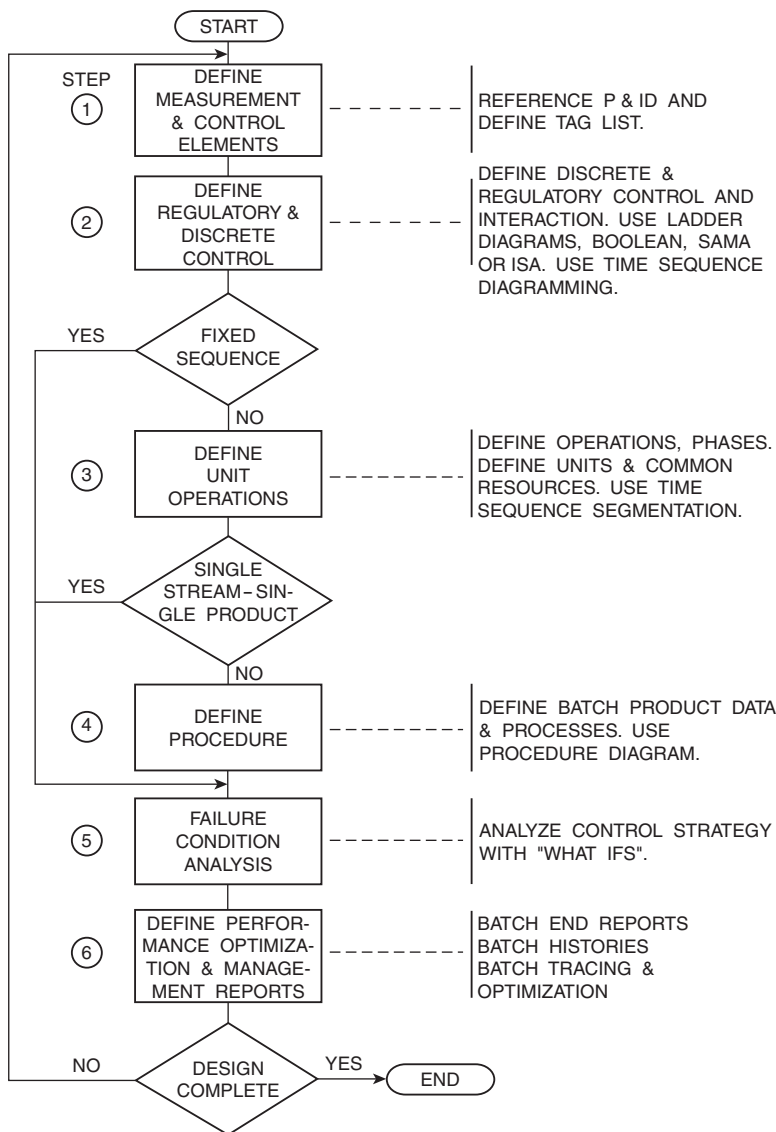 START
STEP
1
DEFINE
MEASUREMENT
& CONTROL
ELEMENTS
REFERENCE P & ID AND
DEFINE TAG LIST.
2
DEFINE
REGULATORY &
DISCRETE
CONTROL
DEFINE DISCRETE &
REGULATORY CONTROL AND
INTERACTION. USE LADDER
DIAGRAMS, BOOLEAN, SAMA
OR ISA. USE TIME SEQUENCE
DIAGRAMMING.
YES
FIXED
SEQUENCE
NO
3
DEFINE
UNIT
OPERATIONS
DEFINE OPERATIONS, PHASES.
DEFINE UNITS & COMMON
RESOURCES. USE TIME
SEQUENCE SEGMENTATION.
YES
SINGLE
STREAM–SIN-
GLE PRODUCT
NO
4
DEFINE
PROCEDURE
DEFINE BATCH PRODUCT DATA
& PROCESSES. USE
PROCEDURE DIAGRAM.
5
FAILURE
CONDITION
ANALYSIS
ANALYZE CONTROL STRATEGY
WITH "WHAT IFS".
6
DEFINE PERFOR-
MANCE OPTIMIZA-
TION & MANAGE-
MENT REPORTS
BATCH END REPORTS
BATCH HISTORIES
BATCH TRACING &
OPTIMIZATION
NO
DESIGN
COMPLETE
YES
END